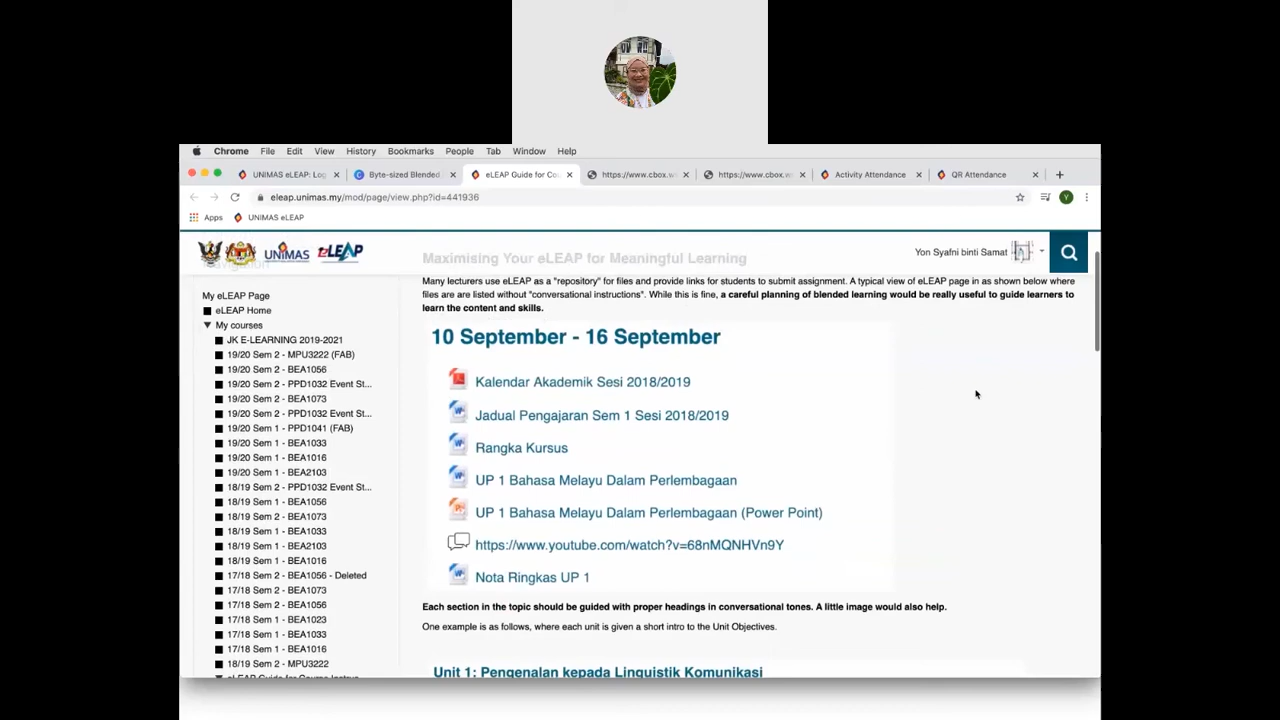 Chrome File Edit View History Bookmarks People Tab Window Help
UNIMAS eLEAP: Log
Byte-sized Blended
eLEAP Guide for Cou
https://www.cbox.w
https://www.cbox.w
Activity Attendance
QR Attendance
eleap.unimas.my/mod/page/view.php?id=441936
Y
Apps UNIMAS eLEAP
UNIMAS eLEAP
Yon Syafni binti Samat
Navigation
My eLEAP Page
eLEAP Home
My courses
JK E-LEARNING 2019-2021
19/20 Sem 2 - MPU3222 (FAB)
19/20 Sem 2 - BEA1056
19/20 Sem 2 - PPD1032 Event St...
19/20 Sem 2 - BEA1073
19/20 Sem 2 - PPD1032 Event St...
19/20 Sem 1 - PPD1041 (FAB)
19/20 Sem 1 - BEA1033
19/20 Sem 1 - BEA1016
19/20 Sem 1 - BEA2103
18/19 Sem 2 - PPD1032 Event St...
18/19 Sem 1 - BEA1056
18/19 Sem 2 - BEA1073
18/19 Sem 1 - BEA1033
18/19 Sem 1 - BEA2103
18/19 Sem 1 - BEA1016
17/18 Sem 2 - BEA1056 - Deleted
17/18 Sem 2 - BEA1073
17/18 Sem 2 - BEA1056
17/18 Sem 1 - BEA1023
17/18 Sem 1 - BEA1033
17/18 Sem 1 - BEA1016
18/19 Sem 2 - MPU3222
eLEAP Guide for Course Instruc
Maximising Your eLEAP for Meaningful Learning
Many lecturers use eLEAP as a "repository" for files and provide links for students to submit assignment. A typical view of eLEAP page in as shown below where
files are are listed without "conversational instructions". While this is fine, a careful planning of blended learning would be really useful to guide learners to
learn the content and skills.
10 September - 16 September
Kalendar Akademik Sesi 2018/2019
Jadual Pengajaran Sem 1 Sesi 2018/2019
Rangka Kursus
UP 1 Bahasa Melayu Dalam Perlembagaan
UP 1 Bahasa Melayu Dalam Perlembagaan (Power Point)
https://www.youtube.com/watch?v=68nMQNHVn9Y
Nota Ringkas UP 1
Each section in the topic should be guided with proper headings in conversational tones. A little image would also help.
One example is as follows, where each unit is given a short intro to the Unit Objectives.
Unit 1: Pengenalan kepada Linguistik Komunikasi